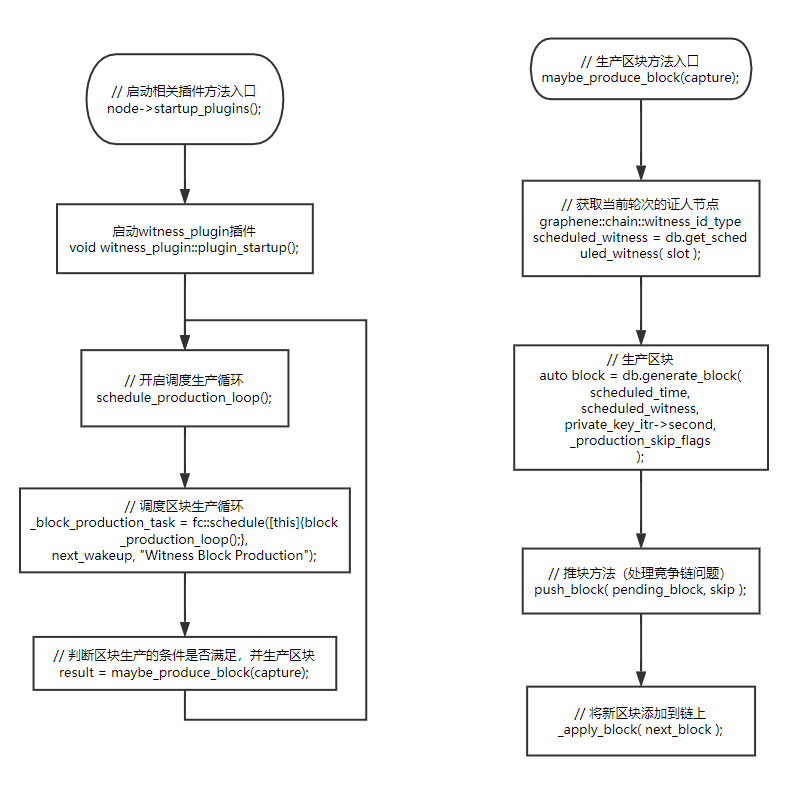 // 启动相关插件方法入口
node->startup_plugins();
启动witness_plugin插件
void witness_plugin::plugin_startup();
// 开启调度生产循环
schedule_production_loop();
// 调度区块生产循环
_block_production_task = fc::schedule([this]{block
_production_loop();},
next_wakeup, "Witness Block Production");
// 判断区块生产的条件是否满足，并生产区块
result = maybe_produce_block(capture);
// 生产区块方法入口
maybe_produce_block(capture);
// 获取当前轮次的证人节点
graphene::chain::witness_id_type
scheduled_witness = db.get_sched
uled_witness( slot );
// 生产区块
auto block = db.generate_block(
scheduled_time,
scheduled_witness,
private_key_itr->second,
_production_skip_flags
);
// 推块方法（处理竟争链问题）
push_block( pending_block, skip );
// 将新区块添加到链上
_apply_block( next_block );